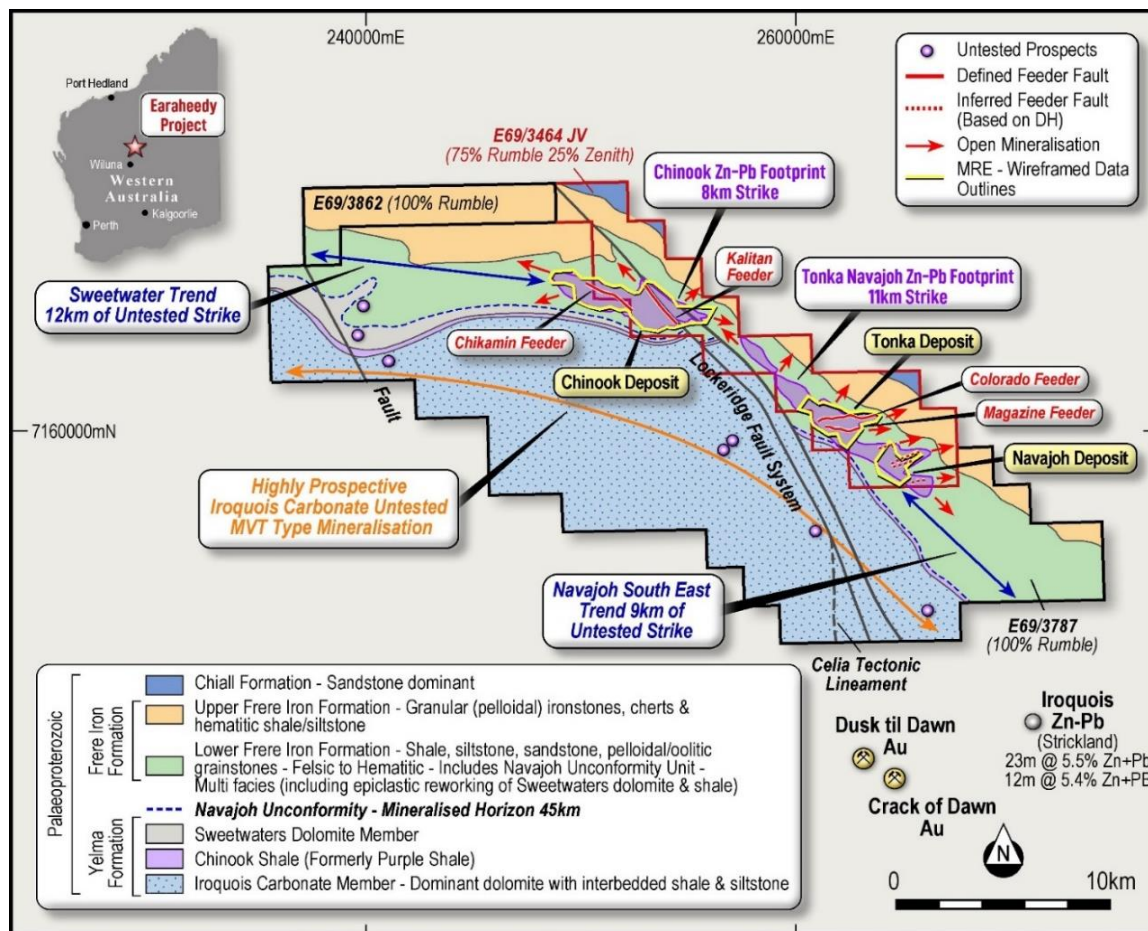 240000mE
260000mE
Port Hedland
Earaheedy
Project
Wiluna
Western
Australia
Kalgoorlie
Perth
Untested Prospects
Defined Feeder Fault
Inferred Feeder Fault
(Based on DH)
Open Mineralisation
MRE - Wireframed Data
Outlines
E69/3464 JV
(75% Rumble 25% Zenith)
Chinook Zn-Pb Footprint
8km Strike
E69/3862 (100% Rumble)
Kalitan
Feeder
Tonka Navajoh Zn-Pb Footprint
11km Strike
Sweetwater Trend
12km of Untested Strike
Chikamin Feeder
Tonka Deposit
Chinook Deposit
Colorado Feeder
Magazine Feeder
Fault
Lockeridge Fault System
7160000mN
Navajoh Deposit
Highly Prospective
Iroquois Carbonate Untested
MVT Type Mineralisation
Navajoh South East
Trend 9km of
Untested Strike
E69/3787
(100% Rumble)
Celia Tectonic
Lineament
Palaeoproterozoic
Frere Iron
Formation
Yelma
Formation
Chiall Formation - Sandstone dominant
Upper Frere Iron Formation - Granular (pelloidal) ironstones, cherts &
hematitic shale/siltstone
Lower Frere Iron Formation - Shale, siltstone, sandstone, pelloidal/oolitic
grainstones - Felsic to Hematitic - Includes Navajoh Unconformity Unit -
Multi facies (including epiclastic reworking of Sweetwaters dolomite & shale)
Navajoh Unconformity - Mineralised Horizon 45km
Sweetwaters Dolomite Member
Chinook Shale (Formerly Purple Shale)
Iroquois Carbonate Member - Dominant dolomite with interbedded shale & siltstone
Dusk til Dawn
Au
Crack of Dawn
Au
Iroquois
Zn-Pb
(Strickland)
23m @ 5.5% Zn+Pb
12m @ 5.4% Zn+PB
N
0
10km